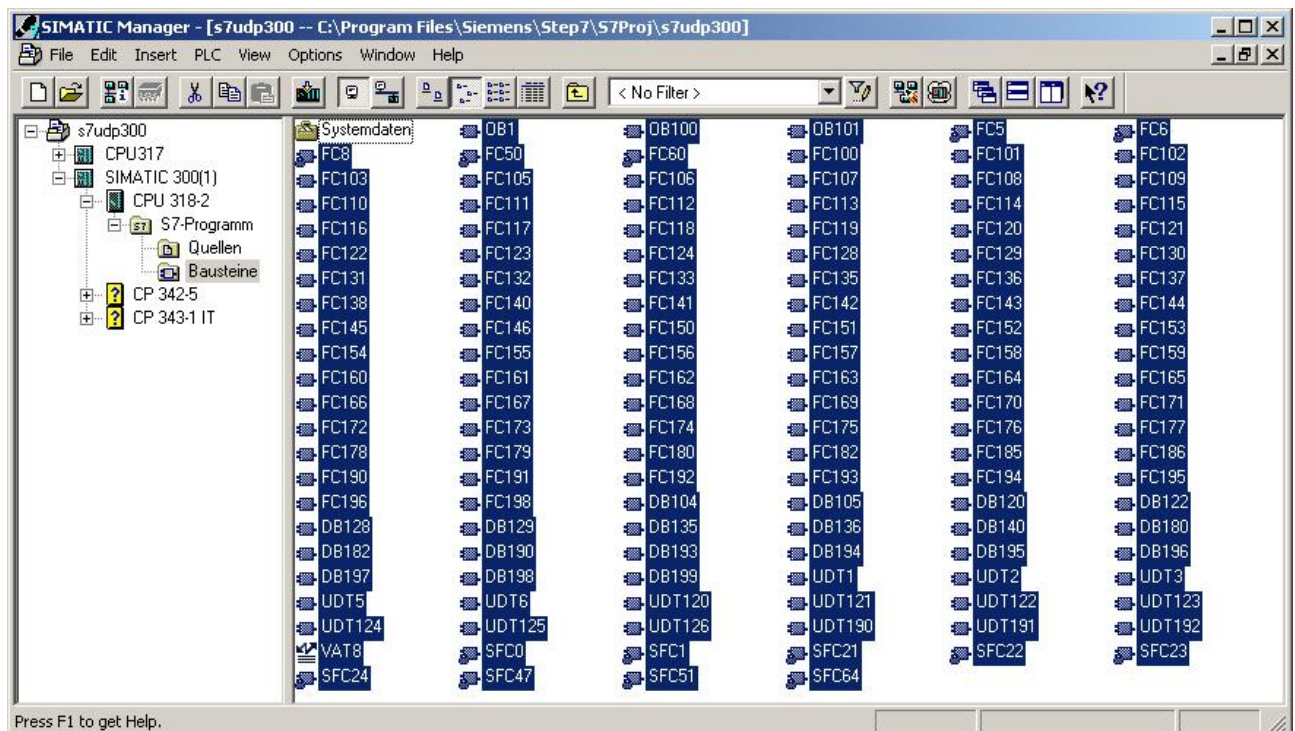 SIMATIC Manager - [s7udp300 -- C:\Program Files\Siemens\Step7\S7Proj\s7udp300]
File Edit Insert PLC View Options Window Help
< No Filter >
s7udp300
CPU317
SIMATIC 300(1)
CPU 318-2
S7-Programm
Quellen
Bausteine
CP 342-5
CP 343-1 IT
Systemdaten OB1 OB100 OB101 FC5 FC6
FC8 FC50 FC60 FC100 FC101 FC102
FC103 FC105 FC106 FC107 FC108 FC109
FC110 FC111 FC112 FC113 FC114 FC115
FC116 FC117 FC118 FC119 FC120 FC121
FC122 FC123 FC124 FC128 FC129 FC130
FC131 FC132 FC133 FC135 FC136 FC137
FC138 FC140 FC141 FC142 FC143 FC144
FC145 FC146 FC150 FC151 FC152 FC153
FC154 FC155 FC156 FC157 FC158 FC159
FC160 FC161 FC162 FC163 FC164 FC165
FC166 FC167 FC168 FC169 FC170 FC171
FC172 FC173 FC174 FC175 FC176 FC177
FC178 FC179 FC180 FC182 FC185 FC186
FC190 FC191 FC192 FC193 FC194 FC195
FC196 FC198 DB104 DB105 DB120 DB122
DB128 DB129 DB135 DB136 DB140 DB180
DB182 DB190 DB193 DB194 DB195 DB196
DB197 DB198 DB199 UDT1 UDT2 UDT3
UDT5 UDT6 UDT120 UDT121 UDT122 UDT123
UDT124 UDT125 UDT126 UDT190 UDT191 UDT192
VAT8 SFC0 SFC1 SFC21 SFC22 SFC23
SFC24 SFC47 SFC51 SFC64
Press F1 to get Help.